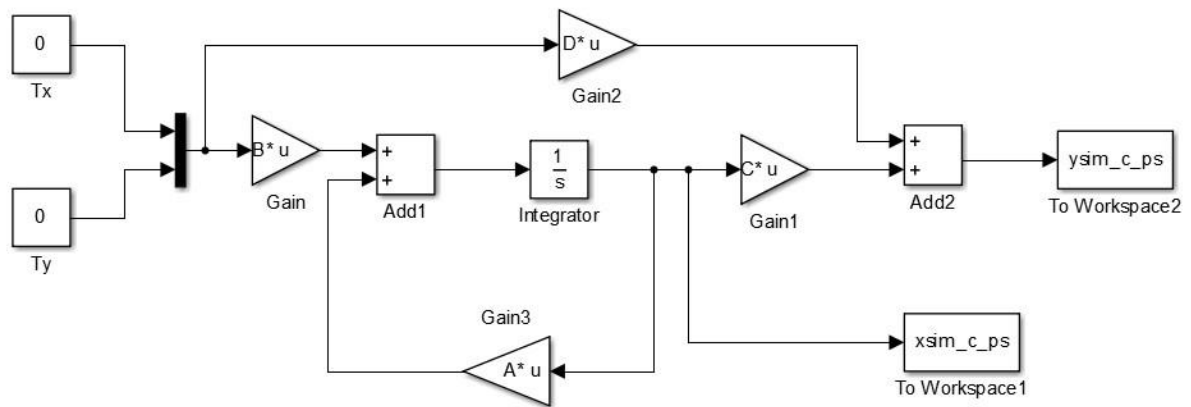 0
Tx
0
Ty
B* u
Gain
D* u
Gain2
+
+
Add1
1
s
Integrator
C* u
Gain1
+
+
Add2
ysim_c_ps
To Workspace2
Gain3
A* u
xsim_c_ps
To Workspace1